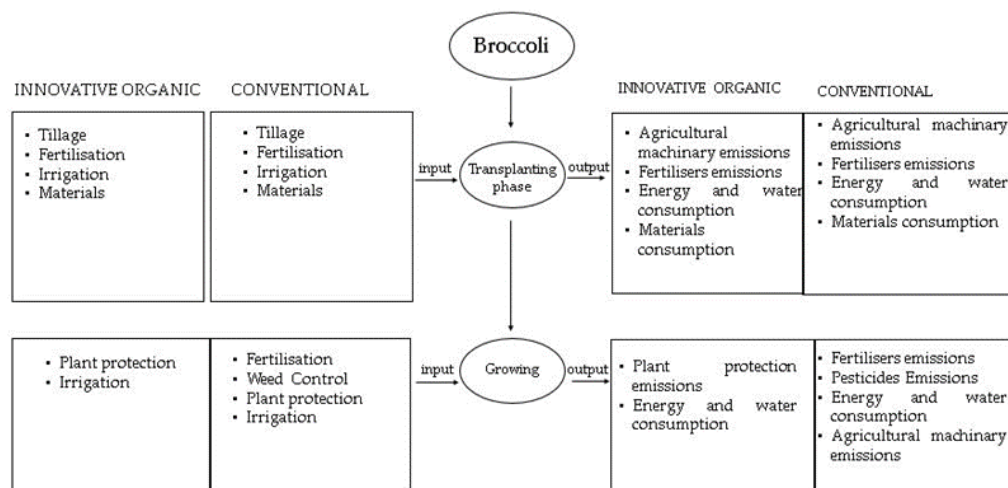 Broccoli
INNOVATIVE ORGANIC
CONVENTIONAL
INNOVATIVE ORGANIC
CONVENTIONAL
▪ Tillage
▪ Fertilisation
▪ Irrigation
▪ Materials
▪ Tillage
▪ Fertilisation
▪ Irrigation
▪ Materials
input
Transplanting
phase
output
▪ Agricultural
machinary emissions
▪ Fertilisers emissions
▪ Energy and water
consumption
▪ Materials
consumption
▪ Agricultural machinary
emissions
▪ Fertilisers emissions
▪ Energy and water
consumption
▪ Materials consumption
▪ Plant protection
▪ Irrigation
▪ Fertilisation
▪ Weed Control
▪ Plant protection
▪ Irrigation
input
Growing
output
▪ Plant protection
emissions
▪ Energy and water
consumption
▪ Fertilisers emissions
▪ Pesticides Emissions
▪ Energy and water
consumption
▪ Agricultural machinary
emissions